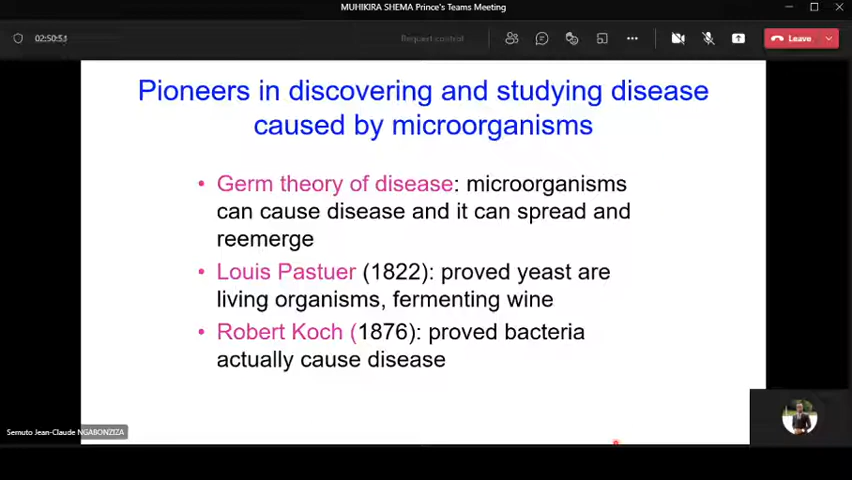 MUHIKIRA SHEMA Prince's Teams Meeting
02:50:51
Request control
Leave
Pioneers in discovering and studying disease
caused by microorganisms
• Germ theory of disease: microorganisms
can cause disease and it can spread and
reemerge
• Louis Pastuer (1822): proved yeast are
living organisms, fermenting wine
• Robert Koch (1876): proved bacteria
actually cause disease
Semuto Jean-Claude NGABONZIZA